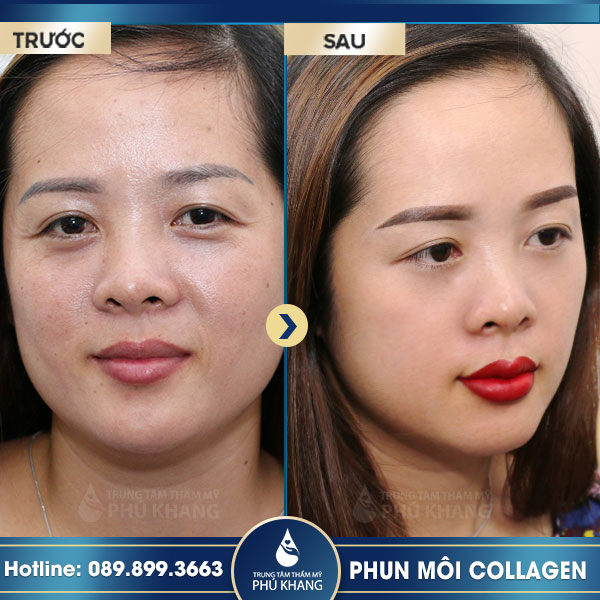 TRƯỚC
SAU
TRUNG TÂM THẨM MỸ
PHÚ KHANG
TRUNG TÂM THẨM MỸ
PHÚ KHANG
Hotline: 089.899.3663
TRUNG TÂM THẨM MỸ
PHÚ KHANG
PHUN MÔI COLLAGEN